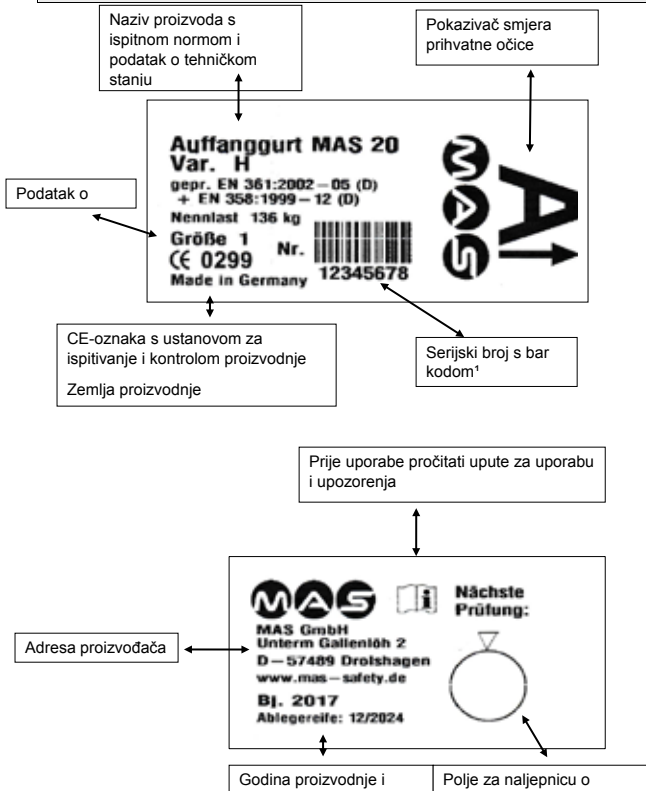 Naziv proizvoda s
ispitnom normom i
podatak o tehničkom
stanju
Pokazivač smjera
prihvatne očice
Auffanggurt MAS 20
Var. H
gepr. EN 361:2002–05 (D)
+ EN 358:1999–12 (D)
Nennlast 136 kg
Größe 1
Nr.
CE 0299
12345678
Made in Germany
MAS
A
Podatak o
CE-oznaka s ustanovom za
ispitivanje i kontrolom proizvodnje
Zemlja proizvodnje
Serijski broj s bar
kodom¹
Prije uporabe pročitati upute za uporabu
i upozorenja
MAS
i
Nächste
Prüfung:
MAS GmbH
Unterm Gallenlöh 2
D–57489 Drolshagen
www.mas–safety.de
Bj. 2017
Ablegereife: 12/2024
Adresa proizvođača
Godina proizvodnje i
Polje za naljepnicu o